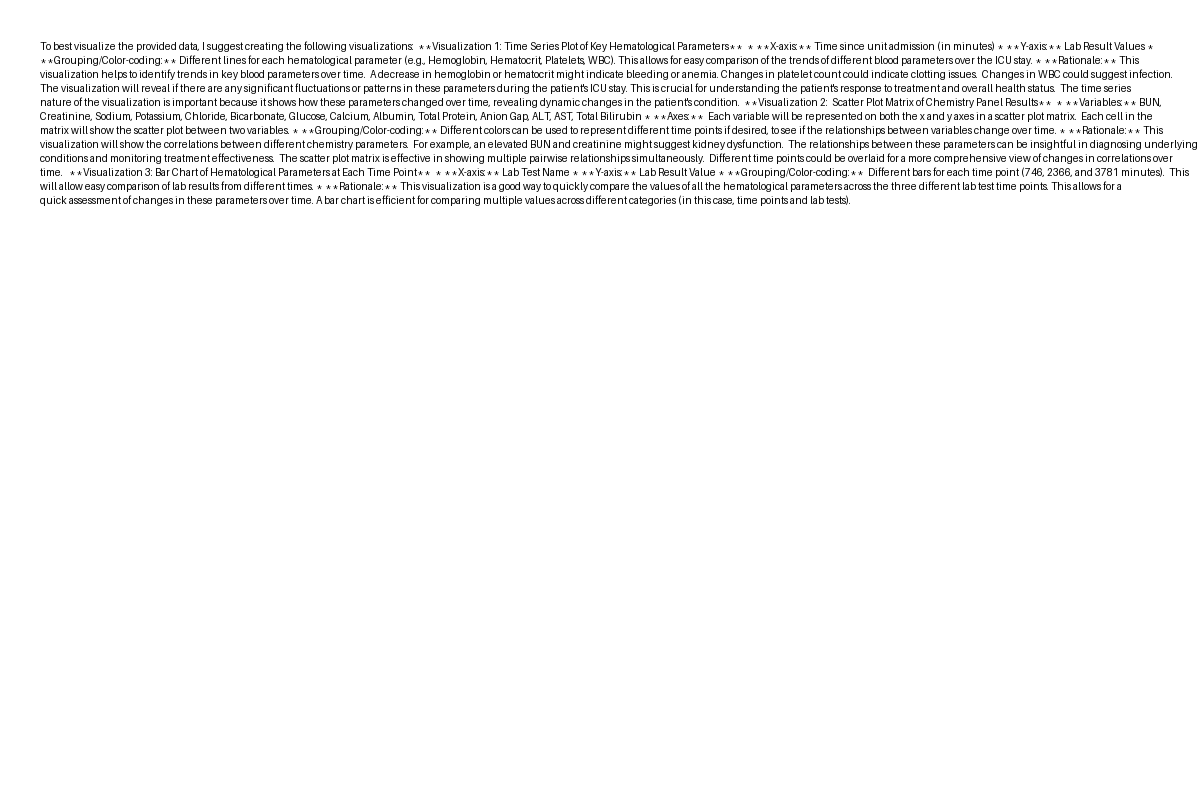 To best visualize the provided data, I suggest creating the following visualizations:  **Visualization 1: Time Series Plot of Key Hematological Parameters**  * **X-axis:** Time since unit admission (in minutes) * **Y-axis:** Lab Result Values *
**Grouping/Color-coding:** Different lines for each hematological parameter (e.g., Hemoglobin, Hematocrit, Platelets, WBC). This allows for easy comparison of the trends of different blood parameters over the ICU stay. * **Rationale:** This
visualization helps to identify trends in key blood parameters over time.  A decrease in hemoglobin or hematocrit might indicate bleeding or anemia. Changes in platelet count could indicate clotting issues.  Changes in WBC could suggest infection.
The visualization will reveal if there are any significant fluctuations or patterns in these parameters during the patient's ICU stay. This is crucial for understanding the patient's response to treatment and overall health status.  The time series
nature of the visualization is important because it shows how these parameters changed over time, revealing dynamic changes in the patient's condition.  **Visualization 2:  Scatter Plot Matrix of Chemistry Panel Results**  * **Variables:** BUN,
Creatinine, Sodium, Potassium, Chloride, Bicarbonate, Glucose, Calcium, Albumin, Total Protein, Anion Gap, ALT, AST, Total Bilirubin * **Axes:**  Each variable will be represented on both the x and y axes in a scatter plot matrix.  Each cell in the
matrix will show the scatter plot between two variables. * **Grouping/Color-coding:** Different colors can be used to represent different time points if desired, to see if the relationships between variables change over time. * **Rationale:** This
visualization will show the correlations between different chemistry parameters.  For example, an elevated BUN and creatinine might suggest kidney dysfunction.  The relationships between these parameters can be insightful in diagnosing underlying
conditions and monitoring treatment effectiveness.  The scatter plot matrix is effective in showing multiple pairwise relationships simultaneously.  Different time points could be overlaid for a more comprehensive view of changes in correlations over
time.  **Visualization 3: Bar Chart of Hematological Parameters at Each Time Point**  * **X-axis:** Lab Test Name * **Y-axis:** Lab Result Value * **Grouping/Color-coding:**  Different bars for each time point (746, 2366, and 3781 minutes).  This
will allow easy comparison of lab results from different times. * **Rationale:** This visualization is a good way to quickly compare the values of all the hematological parameters across the three different lab test time points. This allows for a
quick assessment of changes in these parameters over time. A bar chart is efficient for comparing multiple values across different categories (in this case, time points and lab tests).